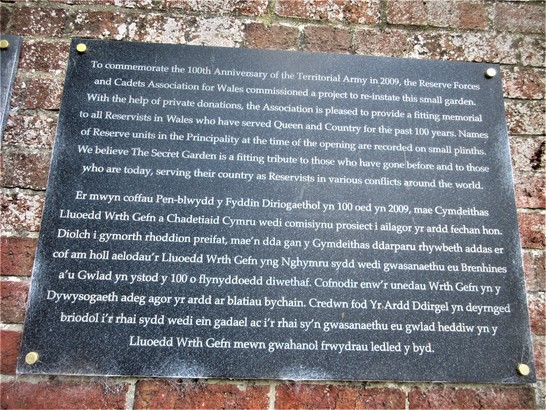 To commemorate the 100th Anniversary of the Territorial Army in 2009, the Reserve Forces
and Cadets Association for Wales commissioned a project to re-instate this small garden.
With the help of private donations, the Association is pleased to provide a fitting memorial
to all Reservists in Wales who have served Queen and Country for the past 100 years. Names
of Reserve units in the Principality at the time of the opening are recorded on small plinths.
We believe The Secret Garden is a fitting tribute to those who have gone before and to those
who are today, serving their country as Reservists in various conflicts around the world.
Er mwyn coffau Pen-blwydd y Fyddin Diriogaethol yn 100 oed yn 2009, mae Cymdeithas
Lluoedd Wrth Gefn a Chadetiaid Cymru wedi comisiynu prosiect i ailagor yr ardd fechan hon.
Diolch i gymorth rhoddion preifat, mae'n dda gan y Gymdeithas ddarparu rhywbeth addas er
cof am holl aelodau'r Lluoedd Wrth Gefn yng Nghymru sydd wedi gwasanaethu eu Brenhines
a'u Gwlad yn ystod y 100 o flynyddoedd diwethaf. Cofnodir enw'r unedau Wrth Gefn yn y
Dywysogaeth adeg agor yr ardd ar blatiau bychain. Credwn fod Yr Ardd Ddirgel yn deyrnged
briodol i'r rhai sydd wedi ein gadael ac i'r rhai sy'n gwasanaethu eu gwlad heddiw yn y
Lluoedd Wrth Gefn mewn gwahanol frwydrau ledled y byd.